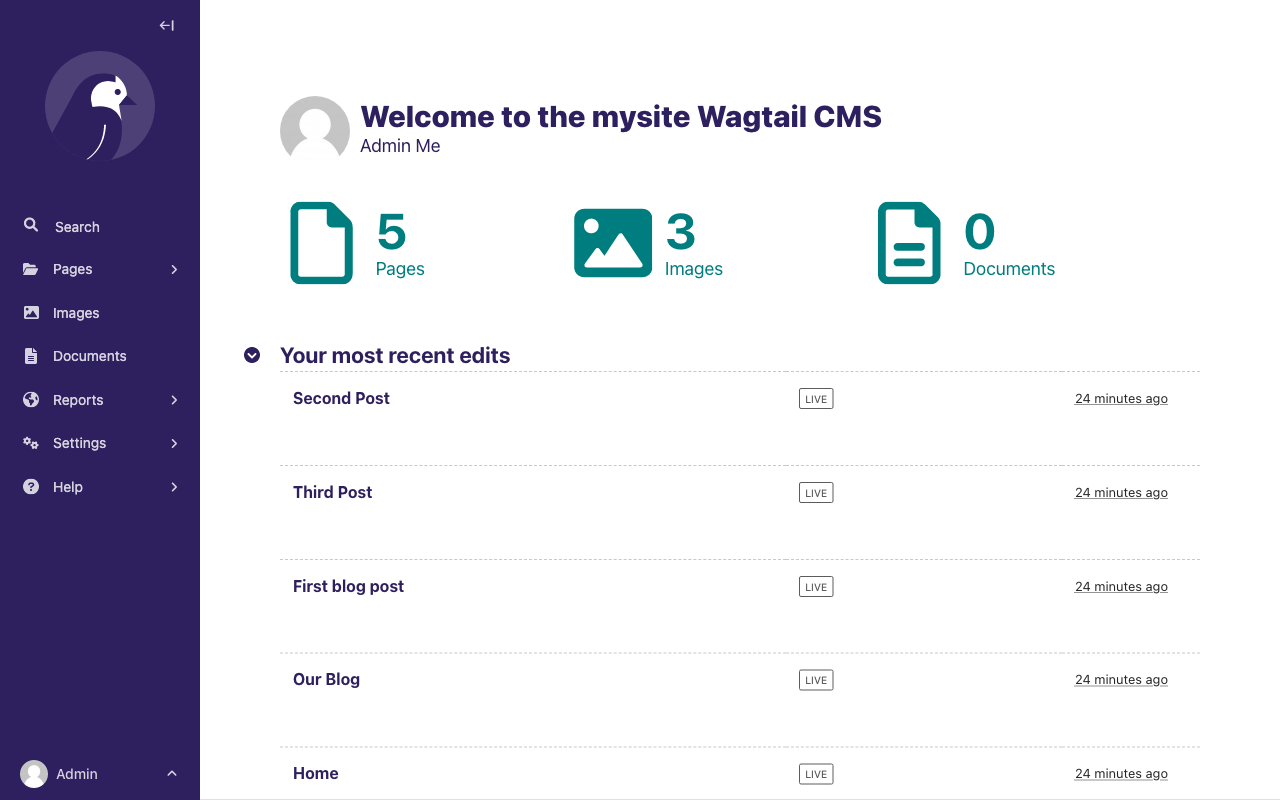 Welcome to the mysite Wagtail CMS
Admin Me
Search
Pages
Images
Documents
Reports
Settings
Help
Admin
5
Pages
3
Images
0
Documents
Your most recent edits
Second Post LIVE 24 minutes ago
Third Post LIVE 24 minutes ago
First blog post LIVE 24 minutes ago
Our Blog LIVE 24 minutes ago
Home LIVE 24 minutes ago